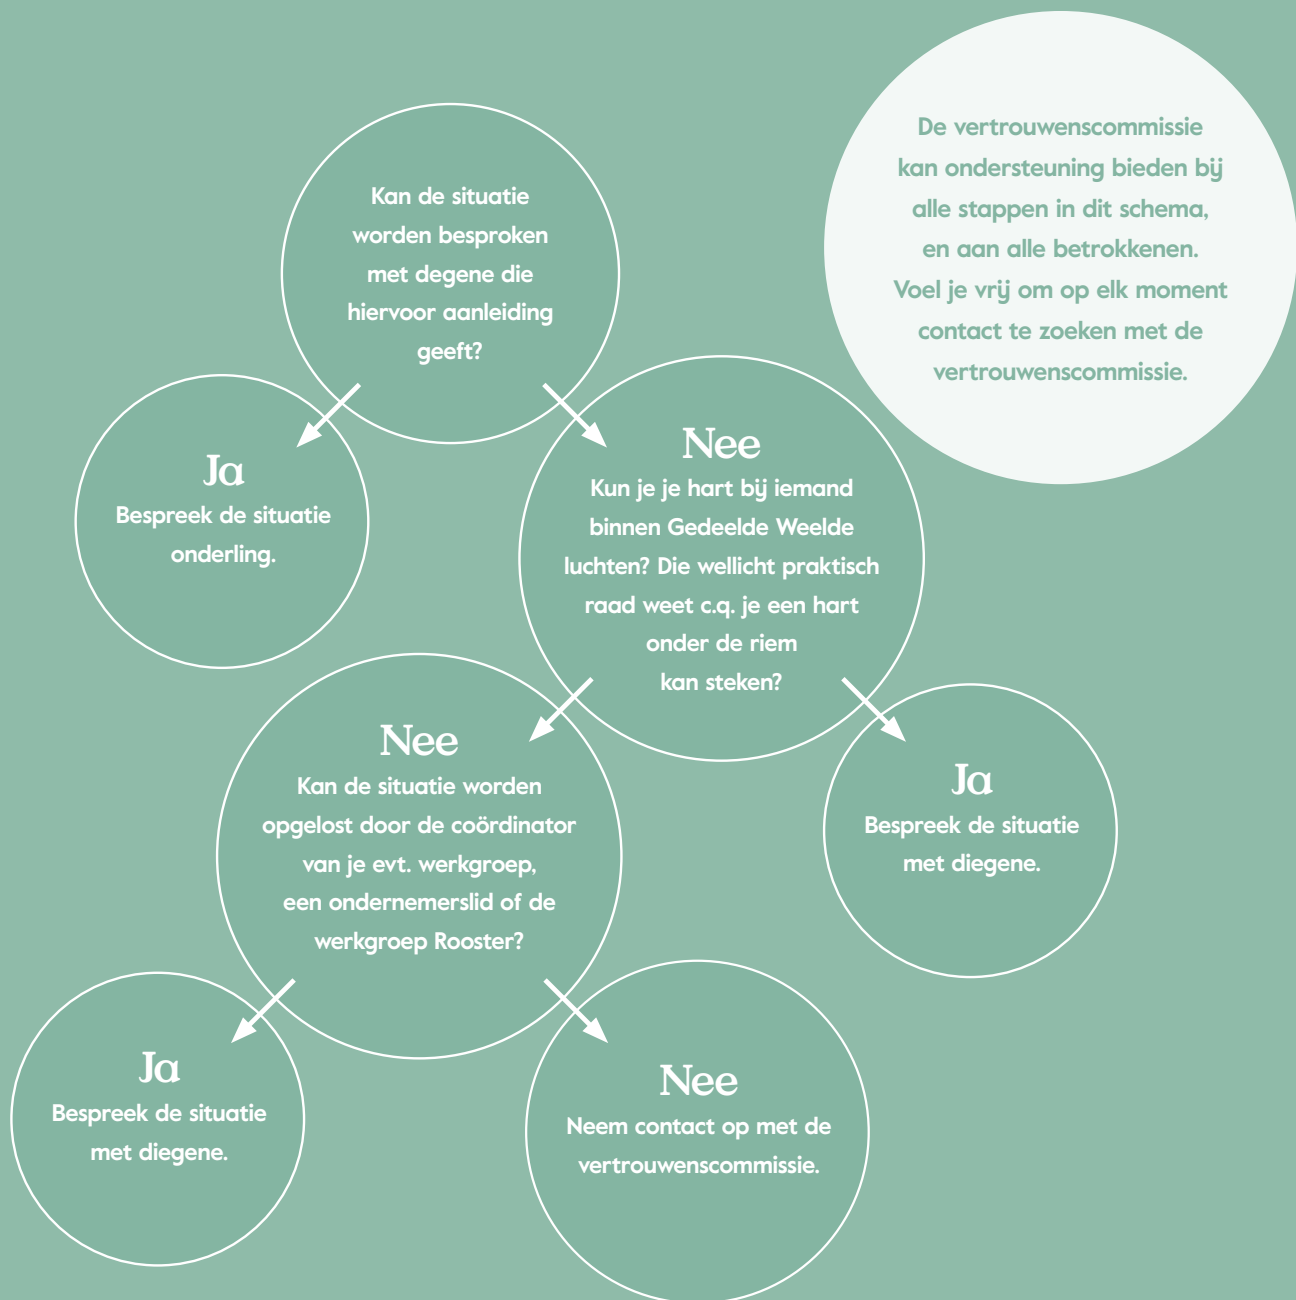 Kan de situatie
worden besproken
met degene die
hiervoor aanleiding
geeft?
De vertrouwenscommissie
kan ondersteuning bieden bij
alle stappen in dit schema,
en aan alle betrokkenen.
Voel je vrij om op elk moment
contact te zoeken met de
vertrouwenscommissie.
Ja
Bespreek de situatie
onderling.
Nee
Kun je je hart bij iemand
binnen Gedeelde Weelde
luchten? Die wellicht praktisch
raad weet c.q. je een hart
onder de riem
kan steken?
Nee
Kan de situatie worden
opgelost door de coördinator
van je evt. werkgroep,
een ondernemerslid of de
werkgroep Rooster?
Ja
Bespreek de situatie
met diegene.
Ja
Bespreek de situatie
met diegene.
Nee
Neem contact op met de
vertrouwenscommissie.